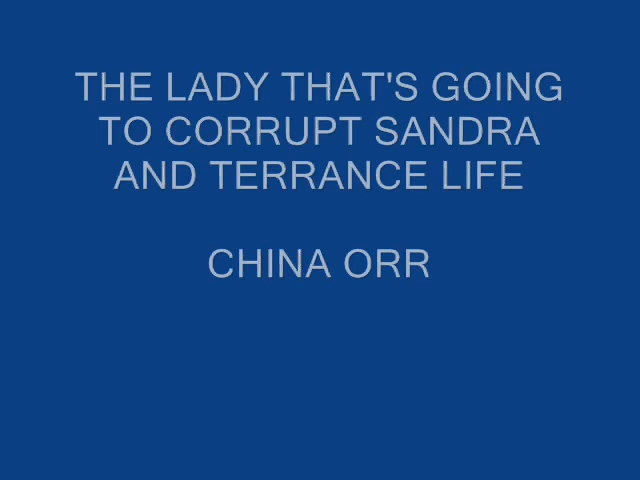 THE LADY THAT'S GOING
TO CORRUPT SANDRA
AND TERRANCE LIFE
CHINA ORR